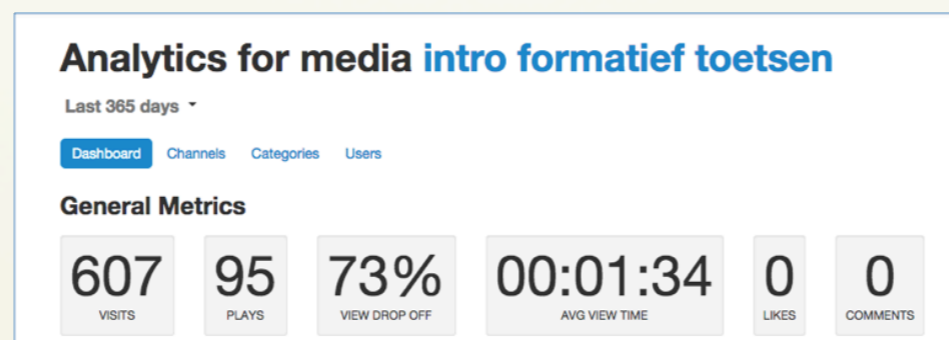 Analytics for media intro formatief toetsen
Last 365 days
Dashboard Channels Categories Users
General Metrics
607 95 73% 00:01:34 0 0
VISITS PLAYS VIEW DROP OFF AVG VIEW TIME LIKES COMMENTS